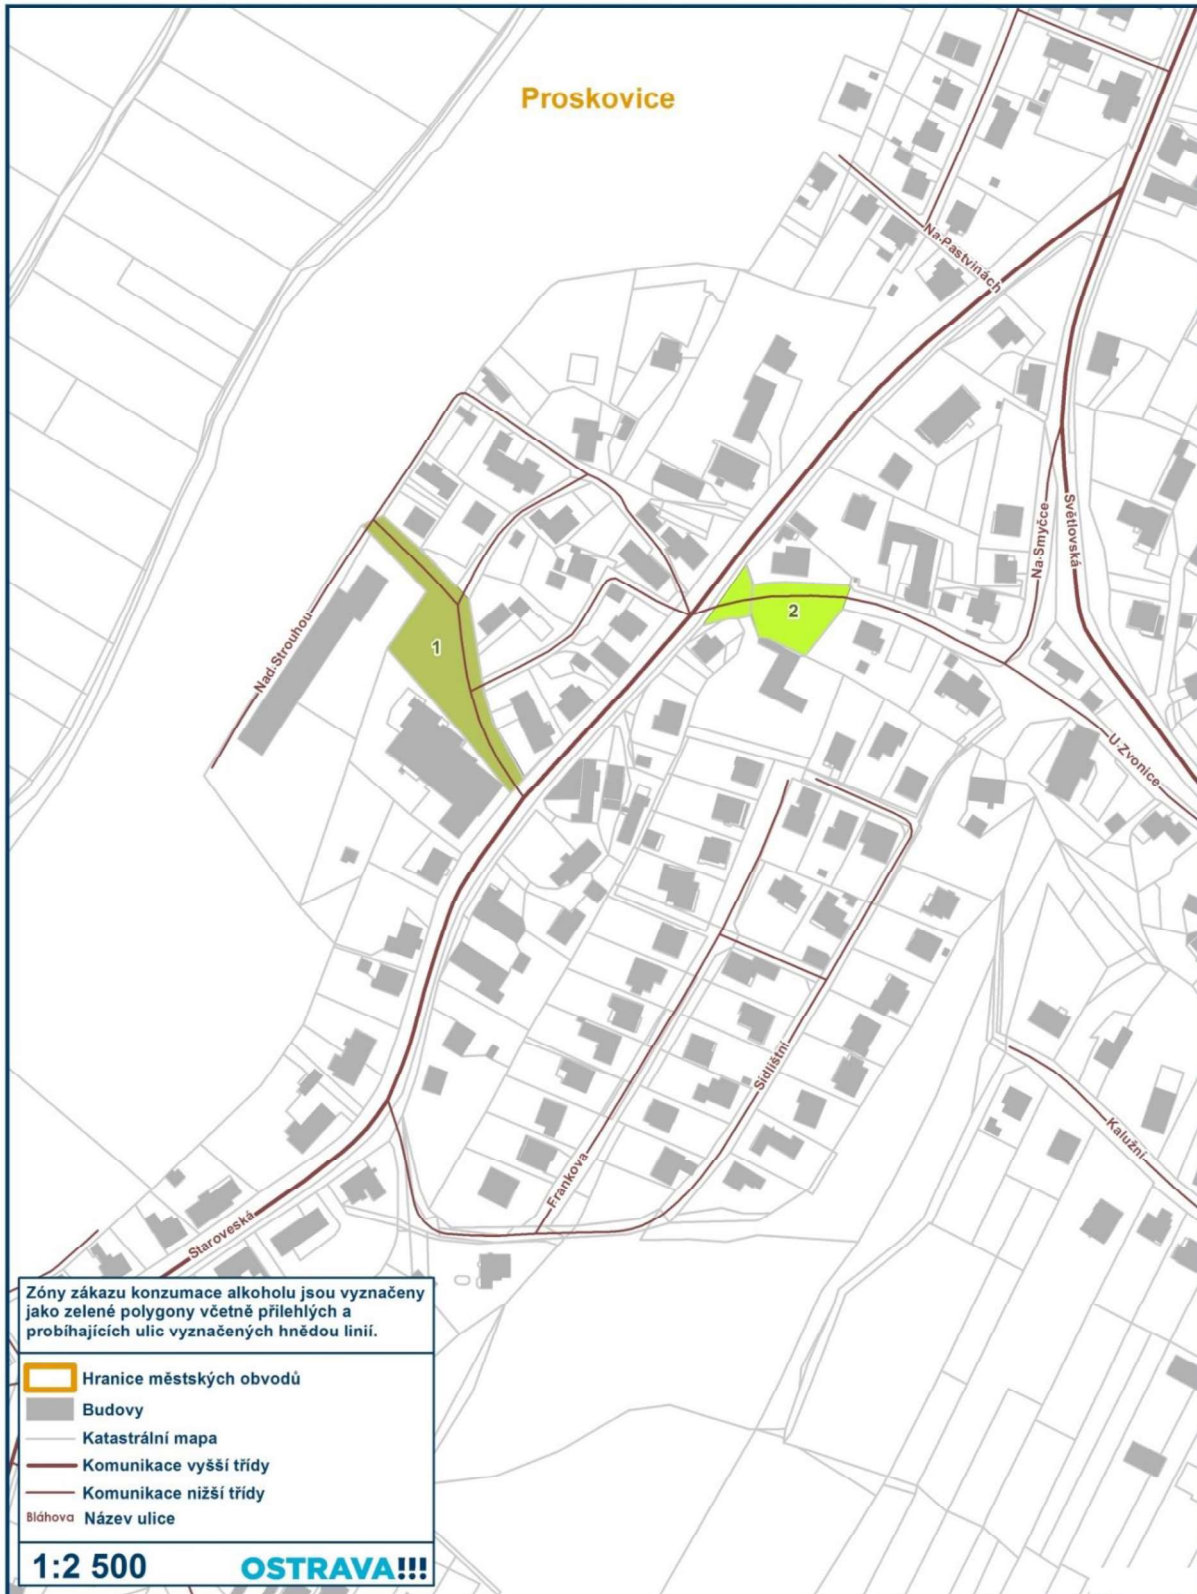 Proskovice
Na Pastvinách
Nad Strouhou
1
2
Na Smyčce
Světlovská
U Zvonice
Sídlištní
Frankova
Kalužní
Staroveská
Zóny zákazu konzumace alkoholu jsou vyznačeny
jako zelené polygony včetně přilehlých a
probíhajících ulic vyznačených hnědou linií.
Hranice městských obvodů
Budovy
Katastrální mapa
Komunikace vyšší třídy
Komunikace nižší třídy
Bláhova Název ulice
1:2 500 OSTRAVA!!!